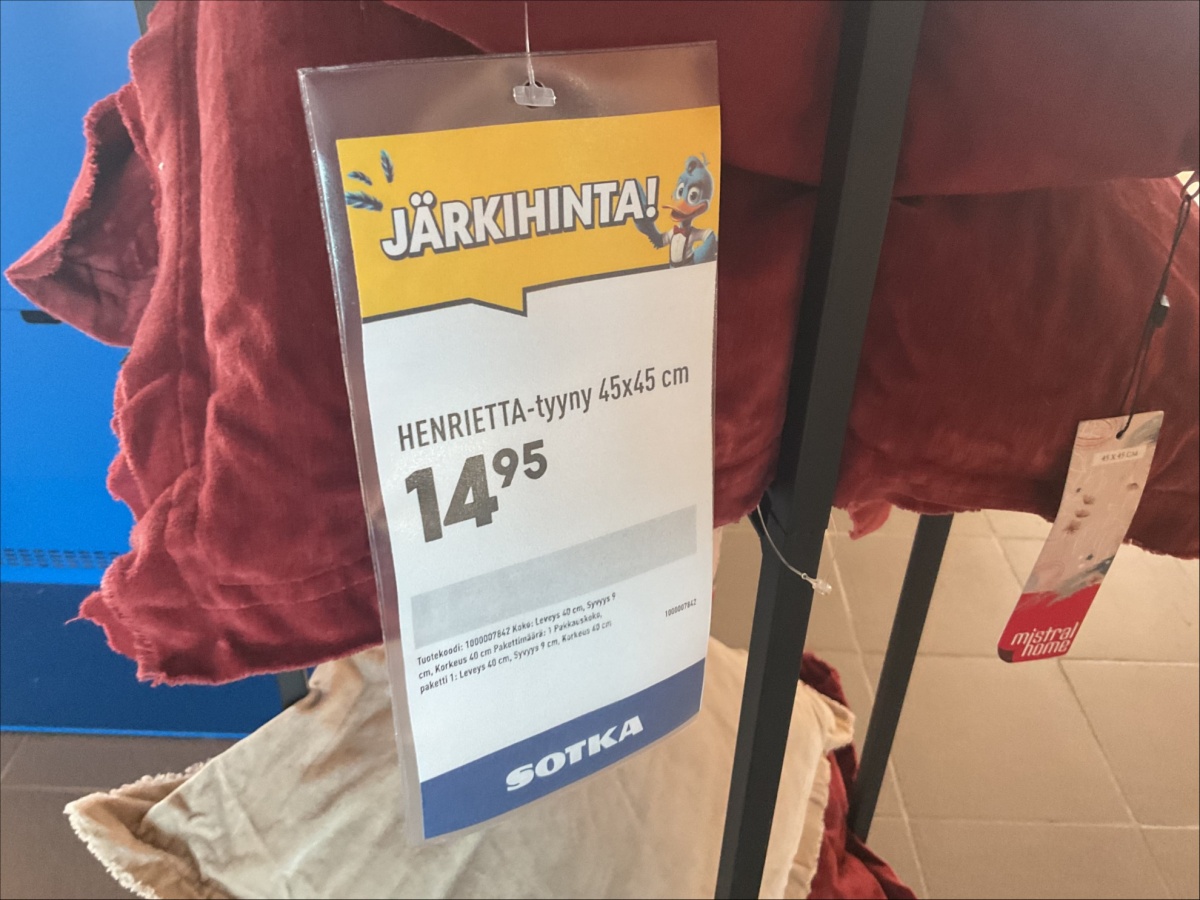 JÄRKIHINTA!
HENRIETTA-tyyny 45x45 cm
14 95
Tuotekoodi: 1000007842 Koko: Leveys 40 cm, Syvyys 9
cm, Korkeus 40 cm Pakettimäärä: 1 Pakkauskoko,
paketti 1: Leveys 40 cm, Syvyys 9 cm, Korkeus 40 cm
1000007842
SOTKA
45 X 45 CM
mistral
home